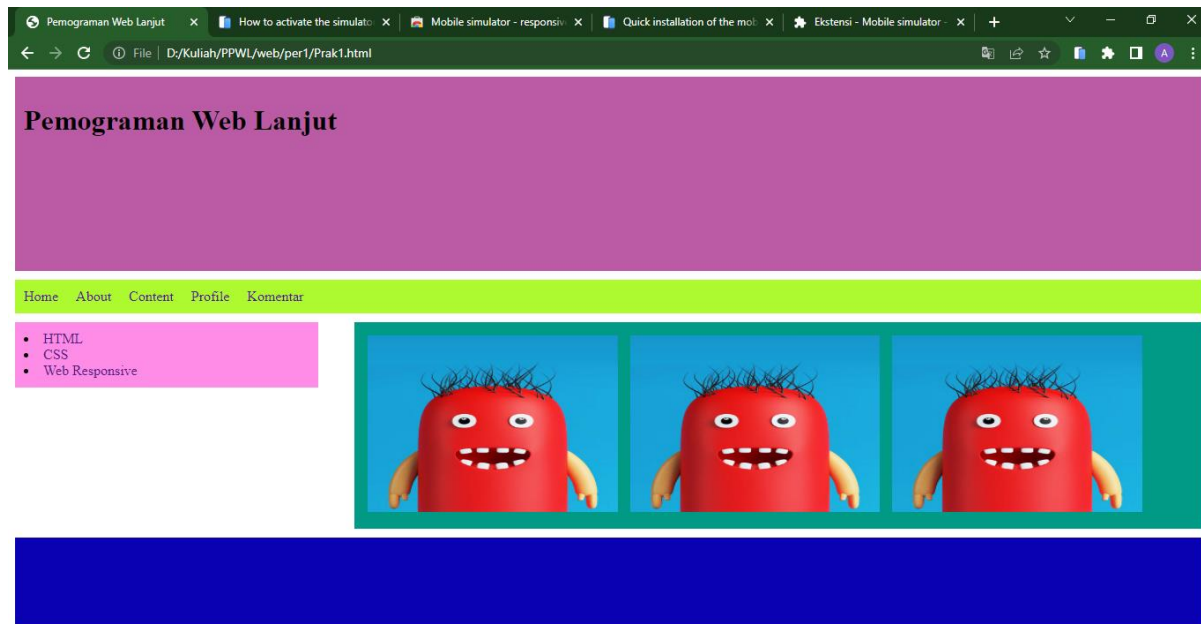 Pemograman Web Lanjut
How to activate the simulato
Mobile simulator - responsiv
Quick installation of the mob
Ekstensi - Mobile simulator -
File | D:/Kuliah/PPWL/web/per1/Prak1.html
A
Pemograman Web Lanjut
Home About Content Profile Komentar
HTML
CSS
Web Responsive